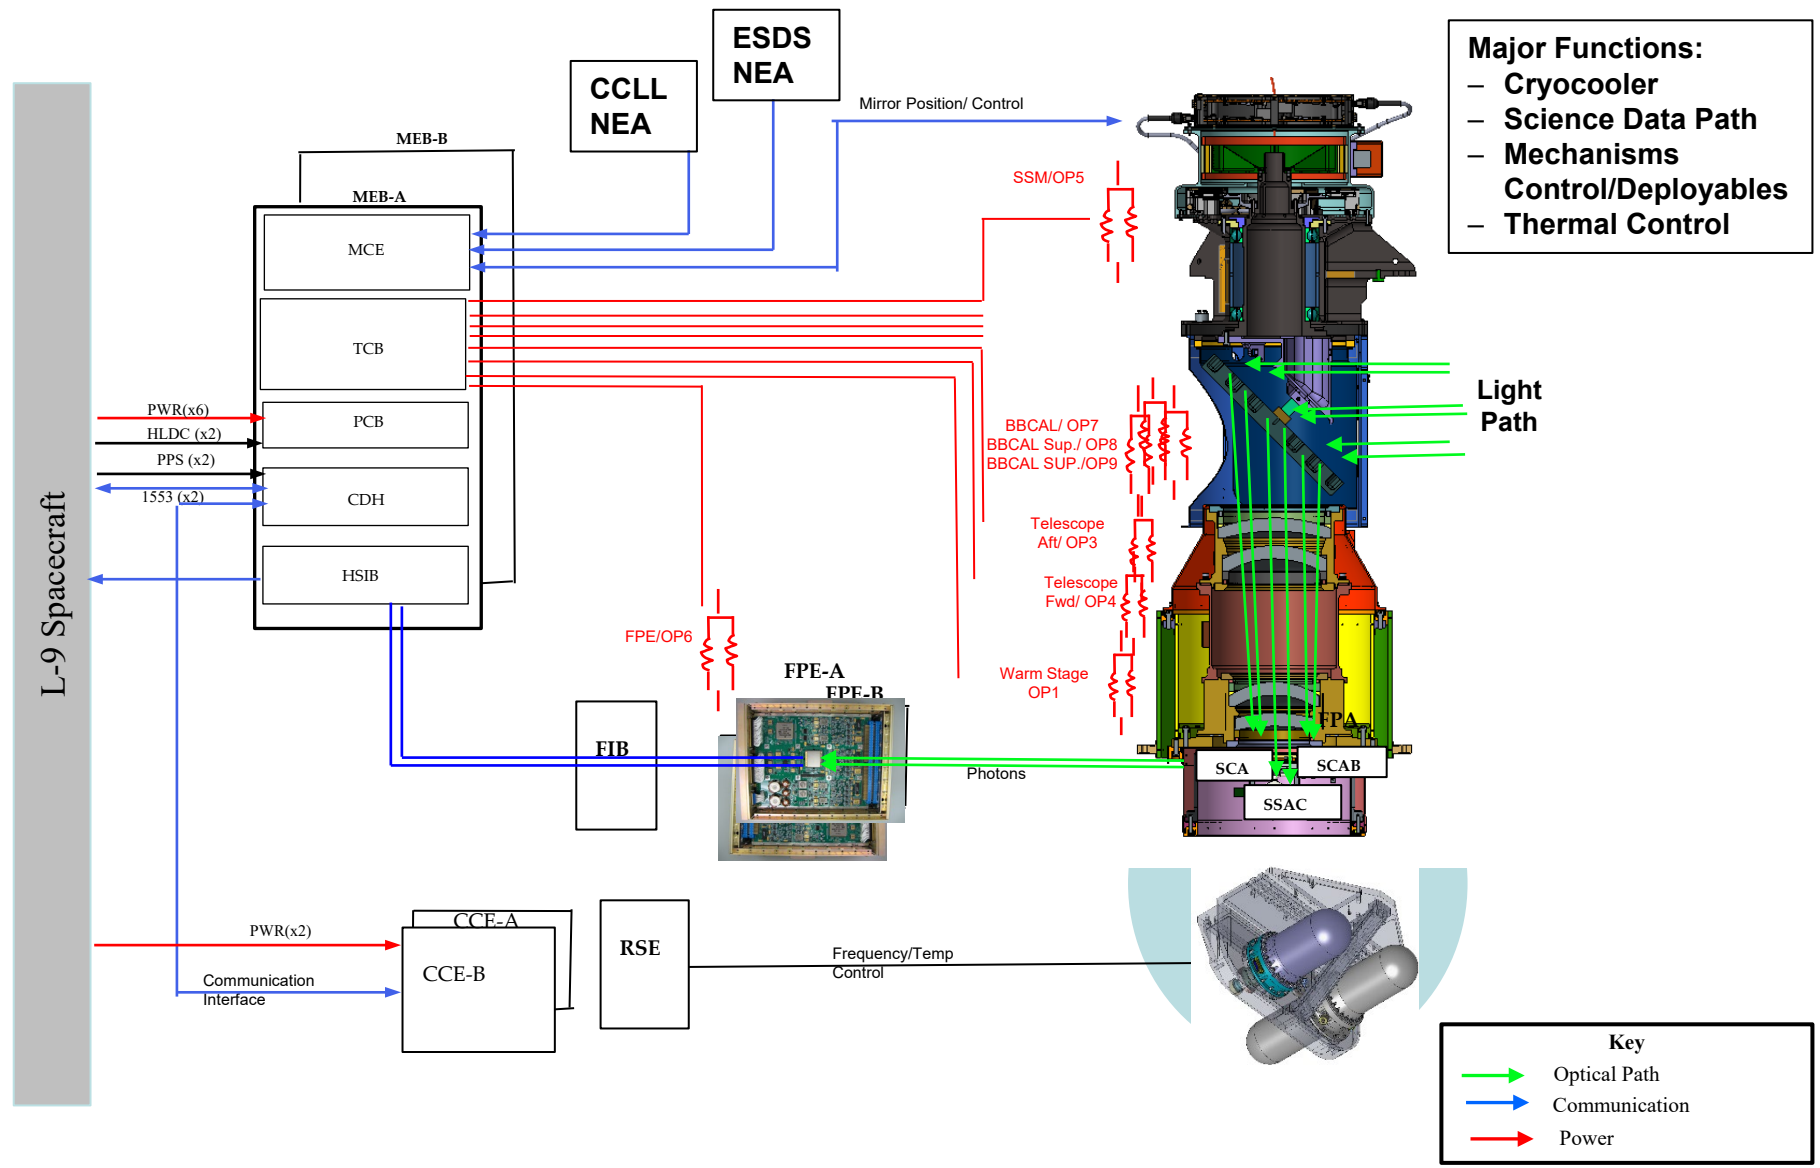 ESDS
NEA
CCLL
NEA
Major Functions:
– Cryocooler
– Science Data Path
– Mechanisms
Control/Deployables
– Thermal Control
Mirror Position/ Control
MEB-B
MEB-A
SSM/OP5
MCE
TCB
PCB
CDH
HSIB
PWR(x6)
HLDC (x2)
PPS (x2)
1553 (x2)
L-9 Spacecraft
Light
Path
BBCAL/ OP7
BBCAL Sup./ OP8
BBCAL SUP./OP9
Telescope
Aft/ OP3
Telescope
Fwd/ OP4
FPE/OP6
Warm Stage
OP1
FPE-A
FPE-B
FPA
FIB
Photons
SCA
SCAB
SSAC
PWR(x2)
CCE-A
CCE-B
RSE
Frequency/Temp
Control
Communication
Interface
Key
Optical Path
Communication
Power